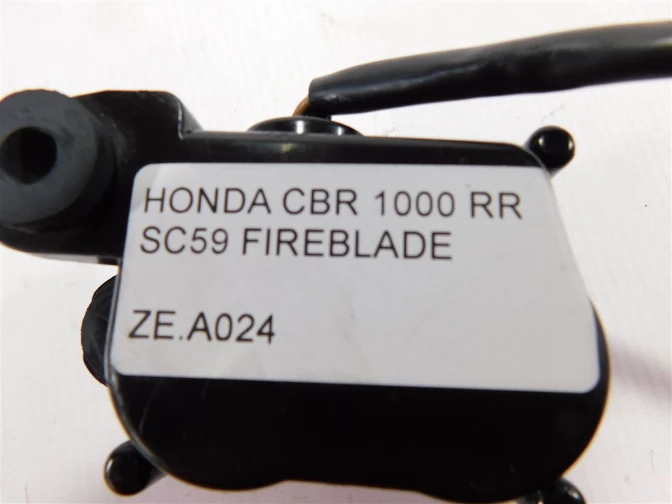 HONDA CBR 1000 RR
SC59 FIREBLADE
ZE.A024